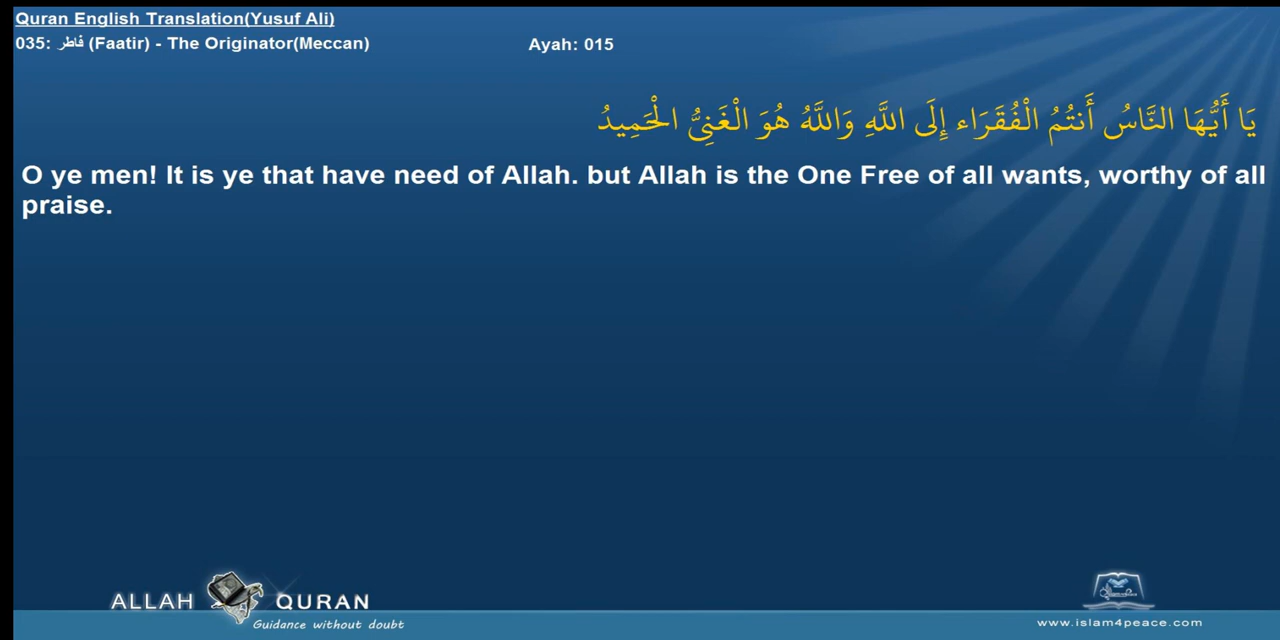 Quran English Translation(Yusuf Ali)
035: فاطر (Faatir) - The Originator(Meccan) Ayah: 015
يَا أَيُّهَا النَّاسُ أَنتُمُ الْفُقَرَاء إِلَى اللَّهِ وَاللَّهُ هُوَ الْغَنِيُّ الْحَمِيدُ
O ye men! It is ye that have need of Allah. but Allah is the One Free of all wants, worthy of all
praise.
ALLAH QURAN
Guidance without doubt
www.islam4peace.com